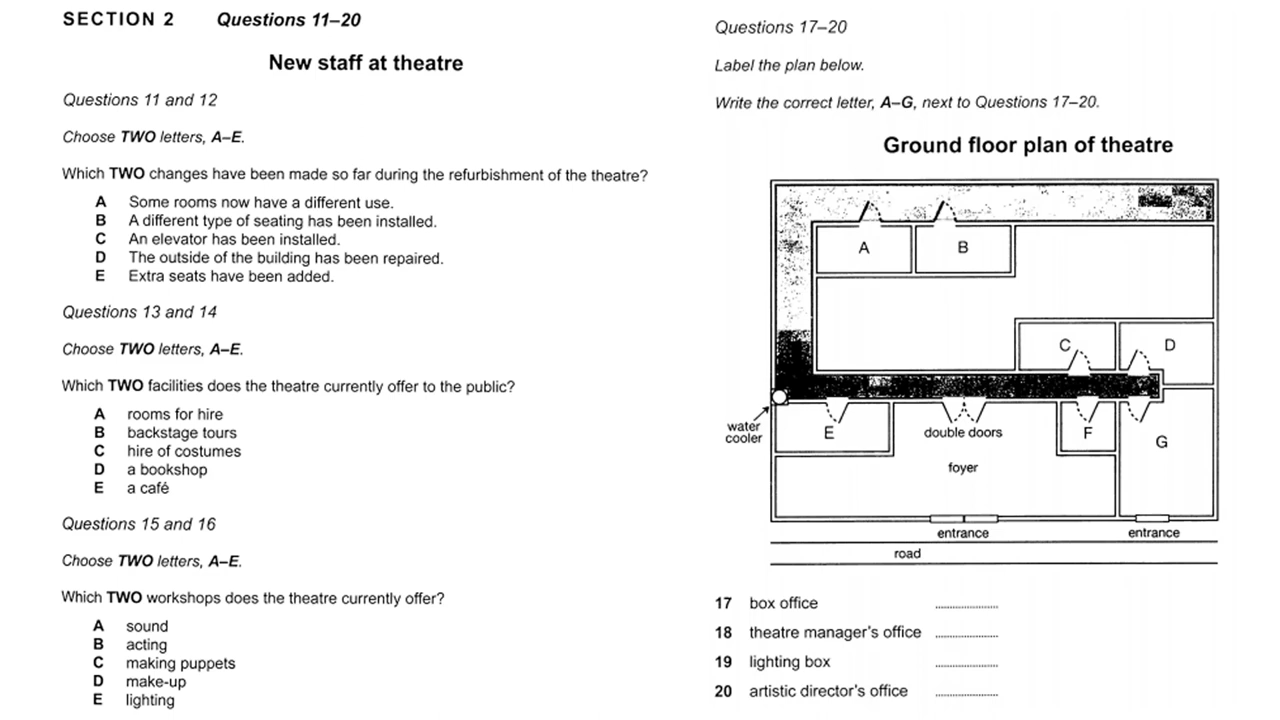 SECTION 2 Questions 11–20
New staff at theatre
Questions 11 and 12
Choose TWO letters, A–E.
Which TWO changes have been made so far during the refurbishment of the theatre?
A Some rooms now have a different use.
B A different type of seating has been installed.
C An elevator has been installed.
D The outside of the building has been repaired.
E Extra seats have been added.
Questions 13 and 14
Choose TWO letters, A–E.
Which TWO facilities does the theatre currently offer to the public?
A rooms for hire
B backstage tours
C hire of costumes
D a bookshop
E a café
Questions 15 and 16
Choose TWO letters, A–E.
Which TWO workshops does the theatre currently offer?
A sound
B acting
C making puppets
D make-up
E lighting
Questions 17–20
Label the plan below.
Write the correct letter, A–G, next to Questions 17–20.
Ground floor plan of theatre
A B
C D
water
cooler
E double doors F G
foyer
entrance entrance
road
17 box office ....................
18 theatre manager's office ....................
19 lighting box ....................
20 artistic director's office ....................